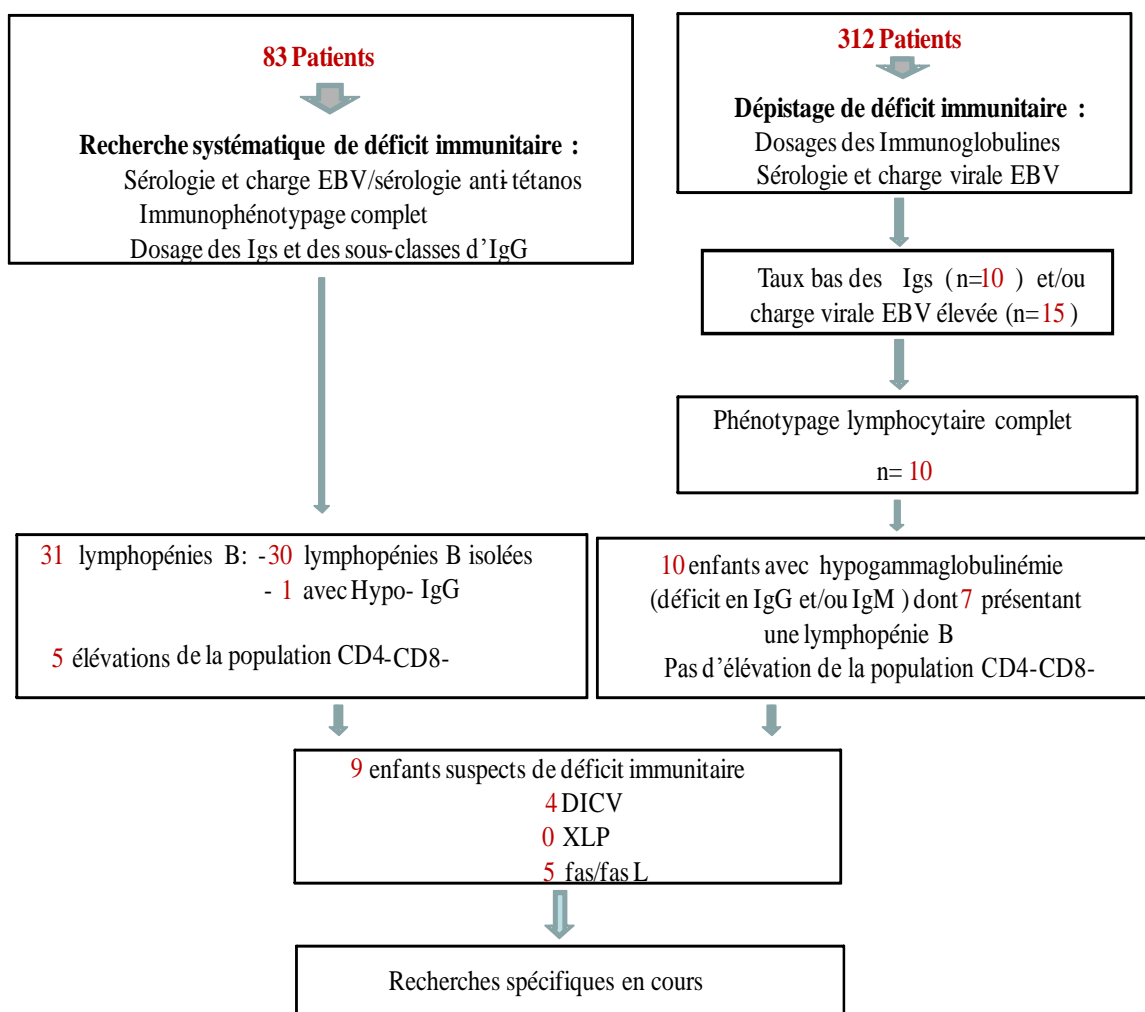 83 Patients
Recherche systématique de déficit immunitaire :
Sérologie et charge EBV/sérologie anti-tétanos
Immunophénotypage complet
Dosage des Igs et des sous-classes d'IgG
312 Patients
Dépistage de déficit immunitaire :
Dosages des Immunoglobulines
Sérologie et charge virale EBV
Taux bas des Igs (n=10 ) et/ou
charge virale EBV élevée (n=15 )
Phénotypage lymphocytaire complet
n= 10
31 lymphopénies B: -30 lymphopénies B isolées
- 1 avec Hypo- IgG
5 élévations de la population CD4-CD8-
10 enfants avec hypogammaglobulinémie
(déficit en IgG et/ou IgM ) dont 7 présentant
une lymphopénie B
Pas d'élévation de la population CD4-CD8-
9 enfants suspects de déficit immunitaire
4 DICV
0 XLP
5 fas/fas L
Recherches spécifiques en cours